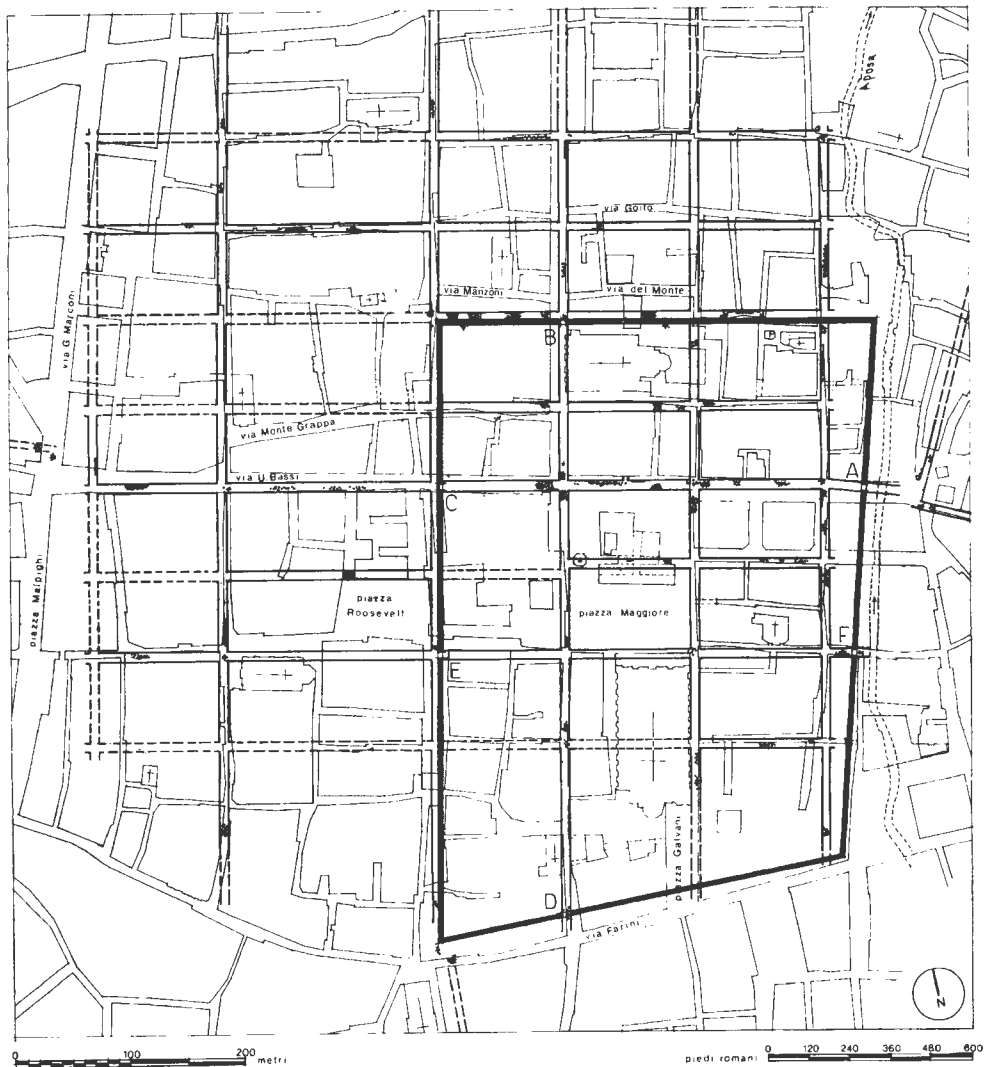 Aposa
via Goito
via Manzoni
via del Monte
via G. Marconi
B
via Monte Grappa
via U. Bassi
A
C
piazza
Roosevelt
piazza Maggiore
piazza Malpighi
F
E
piazza Galvani
D
via Farini
N
0 100 200 metri
piedi romani 0 120 240 360 480 600